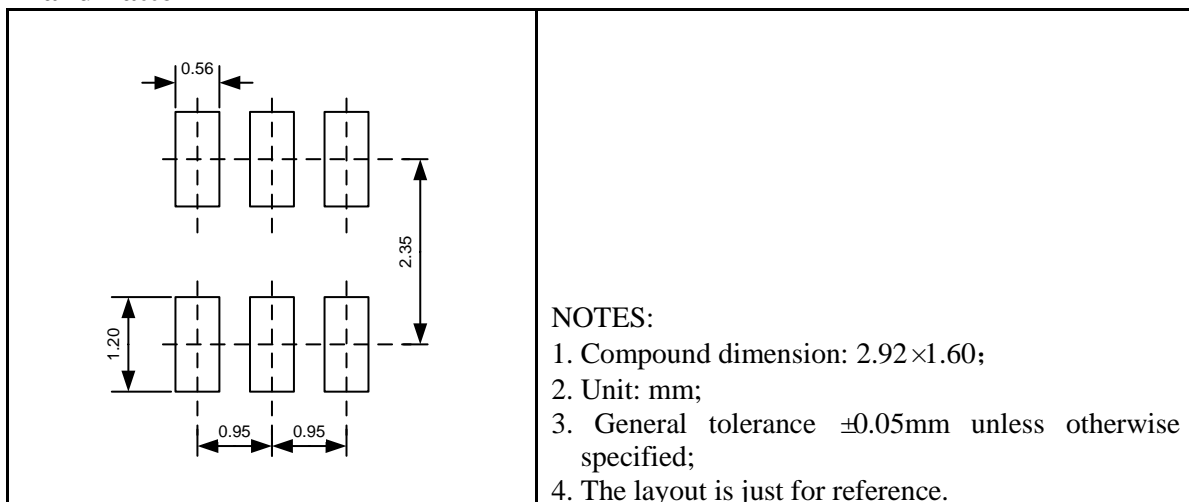 0.56
2.35
1.20
0.95 0.95
NOTES:
1. Compound dimension: 2.92×1.60;
2. Unit: mm;
3. General tolerance ±0.05mm unless otherwise
specified;
4. The layout is just for reference.